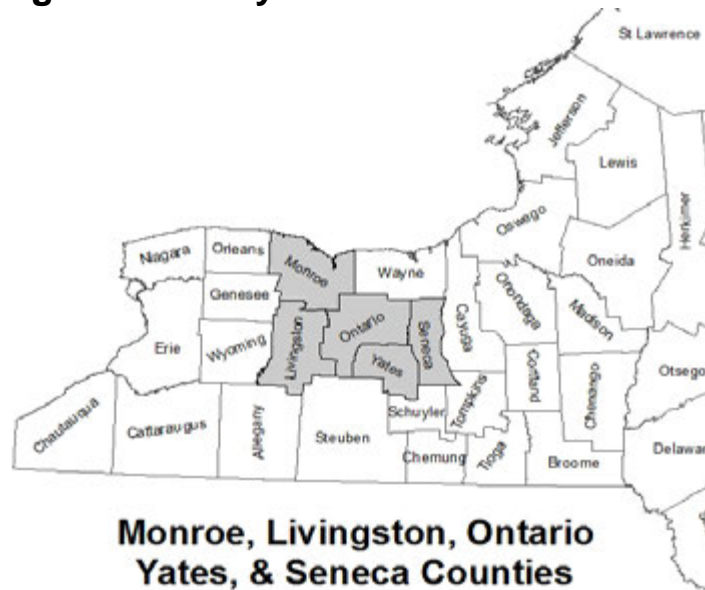 St Lawrence
Jefferson
Lewis
Herkimer
Oswego
Oneida
Niagara
Orleans
Monroe
Wayne
Genesee
Cayuga
Onondaga
Madison
Ontario
Seneca
Livingston
Erie
Wyoming
Yates
Cortland
Otsego
Chenango
Tompkins
Schuyler
Chautauqua
Cattaraugus
Allegany
Steuben
Chemung
Tioga
Broome
Delawar
Monroe, Livingston, Ontario
Yates, & Seneca Counties